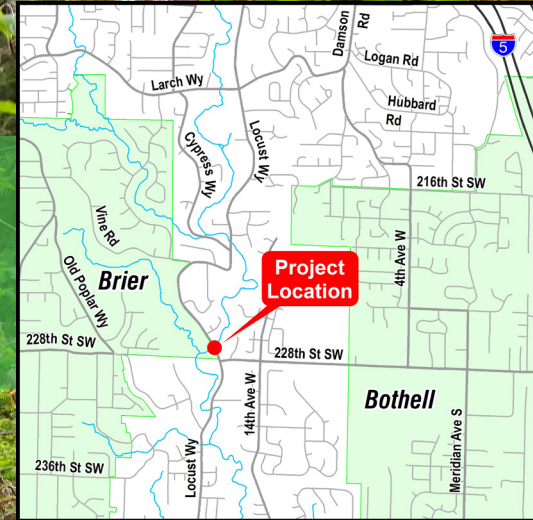 Damson
Rd
5
Logan Rd
Larch Wy
Hubbard
Rd
Cypress Wy
Locust Wy
216th St SW
Vine Rd
4th Ave W
Old Poplar Wy
Brier
Project
Location
228th St SW
228th St SW
14th Ave W
Bothell
Meridian Ave S
236th St SW
Locust Wy